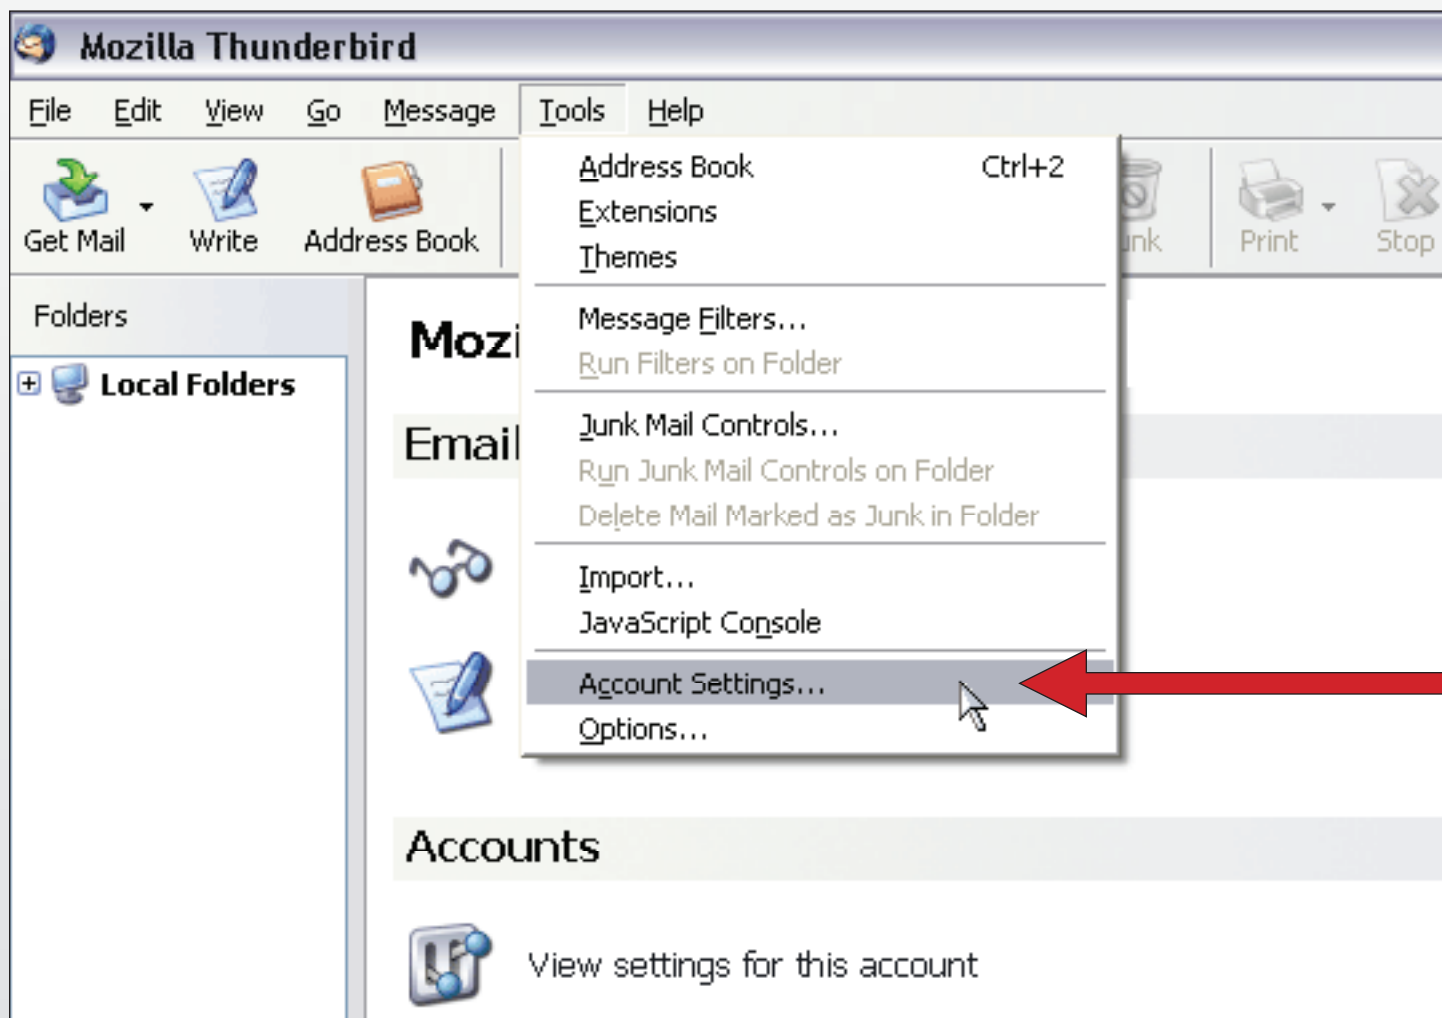 Mozilla Thunderbird
File Edit View Go Message Tools Help
Get Mail Write Address Book Print Stop
Address Book Ctrl+2
Extensions
Themes
Message Filters...
Run Filters on Folder
Junk Mail Controls...
Run Junk Mail Controls on Folder
Delete Mail Marked as Junk in Folder
Import...
JavaScript Console
Account Settings...
Options...
Folders
Local Folders
Mozi
Email
Accounts
View settings for this account